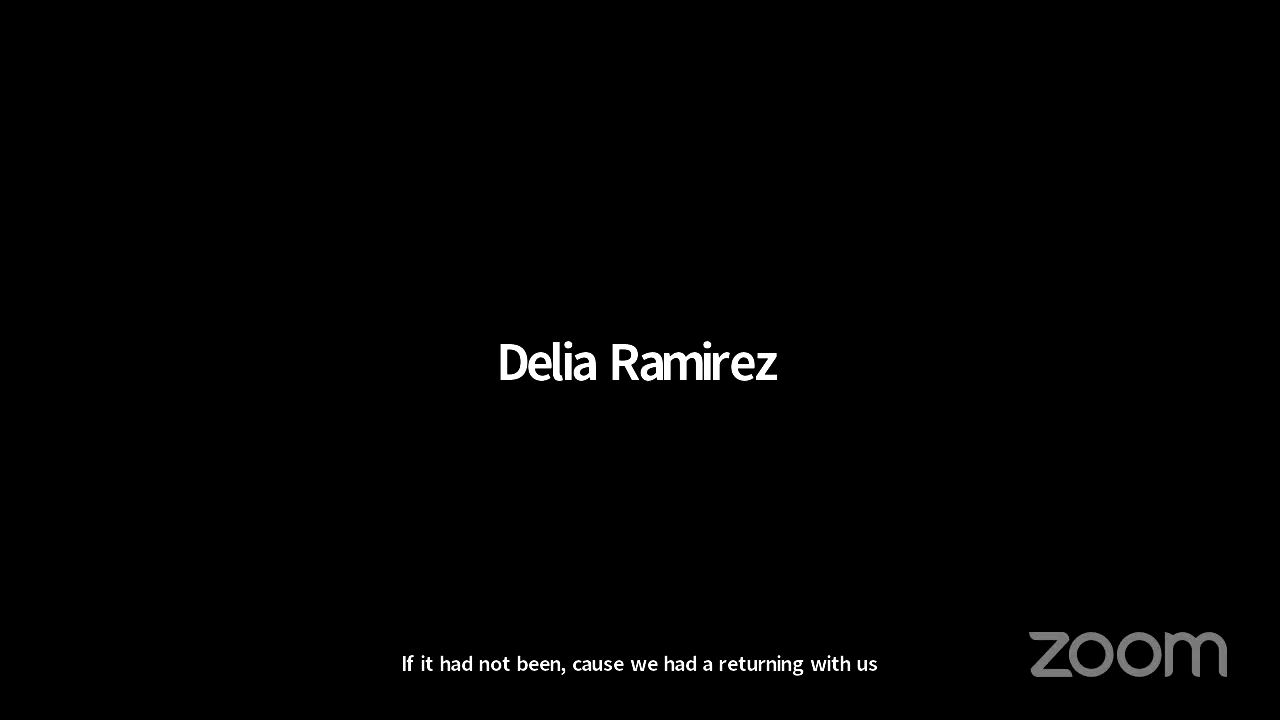 Delia Ramirez
If it had not been, cause we had a returning with us
zoom